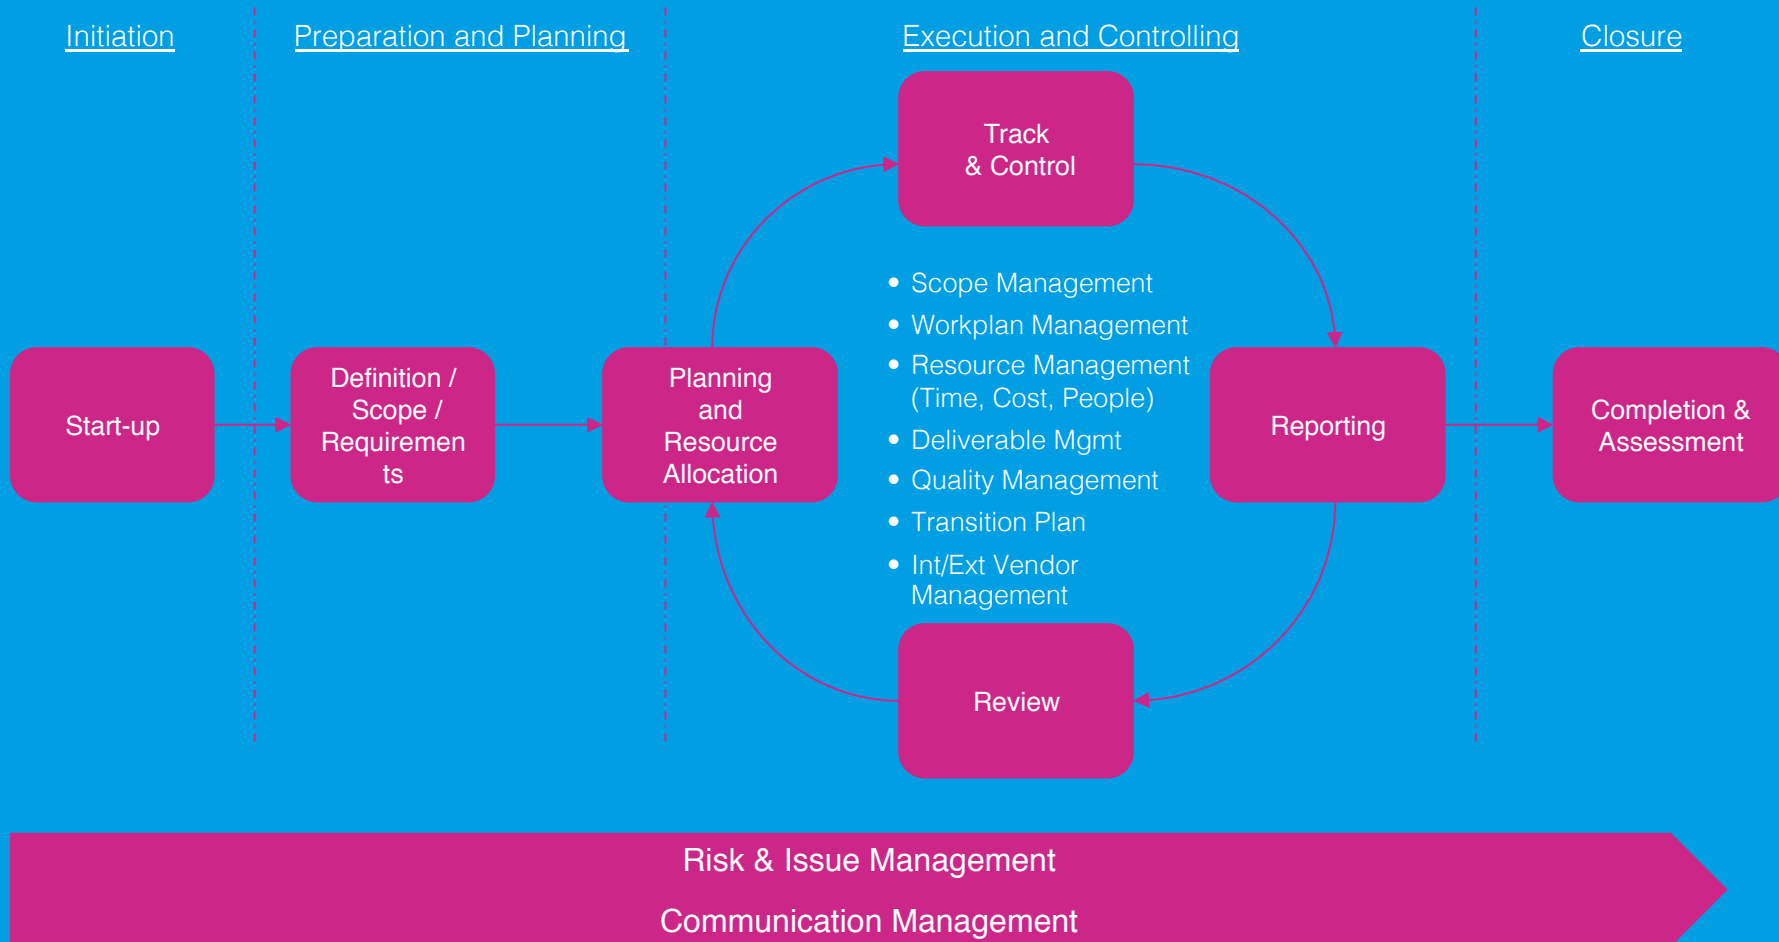 Initiation
Preparation and Planning
Execution and Controlling
Closure
Track
& Control
• Scope Management
• Workplan Management
• Resource Management
(Time, Cost, People)
• Deliverable Mgmt
• Quality Management
• Transition Plan
• Int/Ext Vendor
Management
Start-up
Definition /
Scope /
Requiremen
ts
Planning
and
Resource
Allocation
Reporting
Completion &
Assessment
Review
Risk & Issue Management
Communication Management